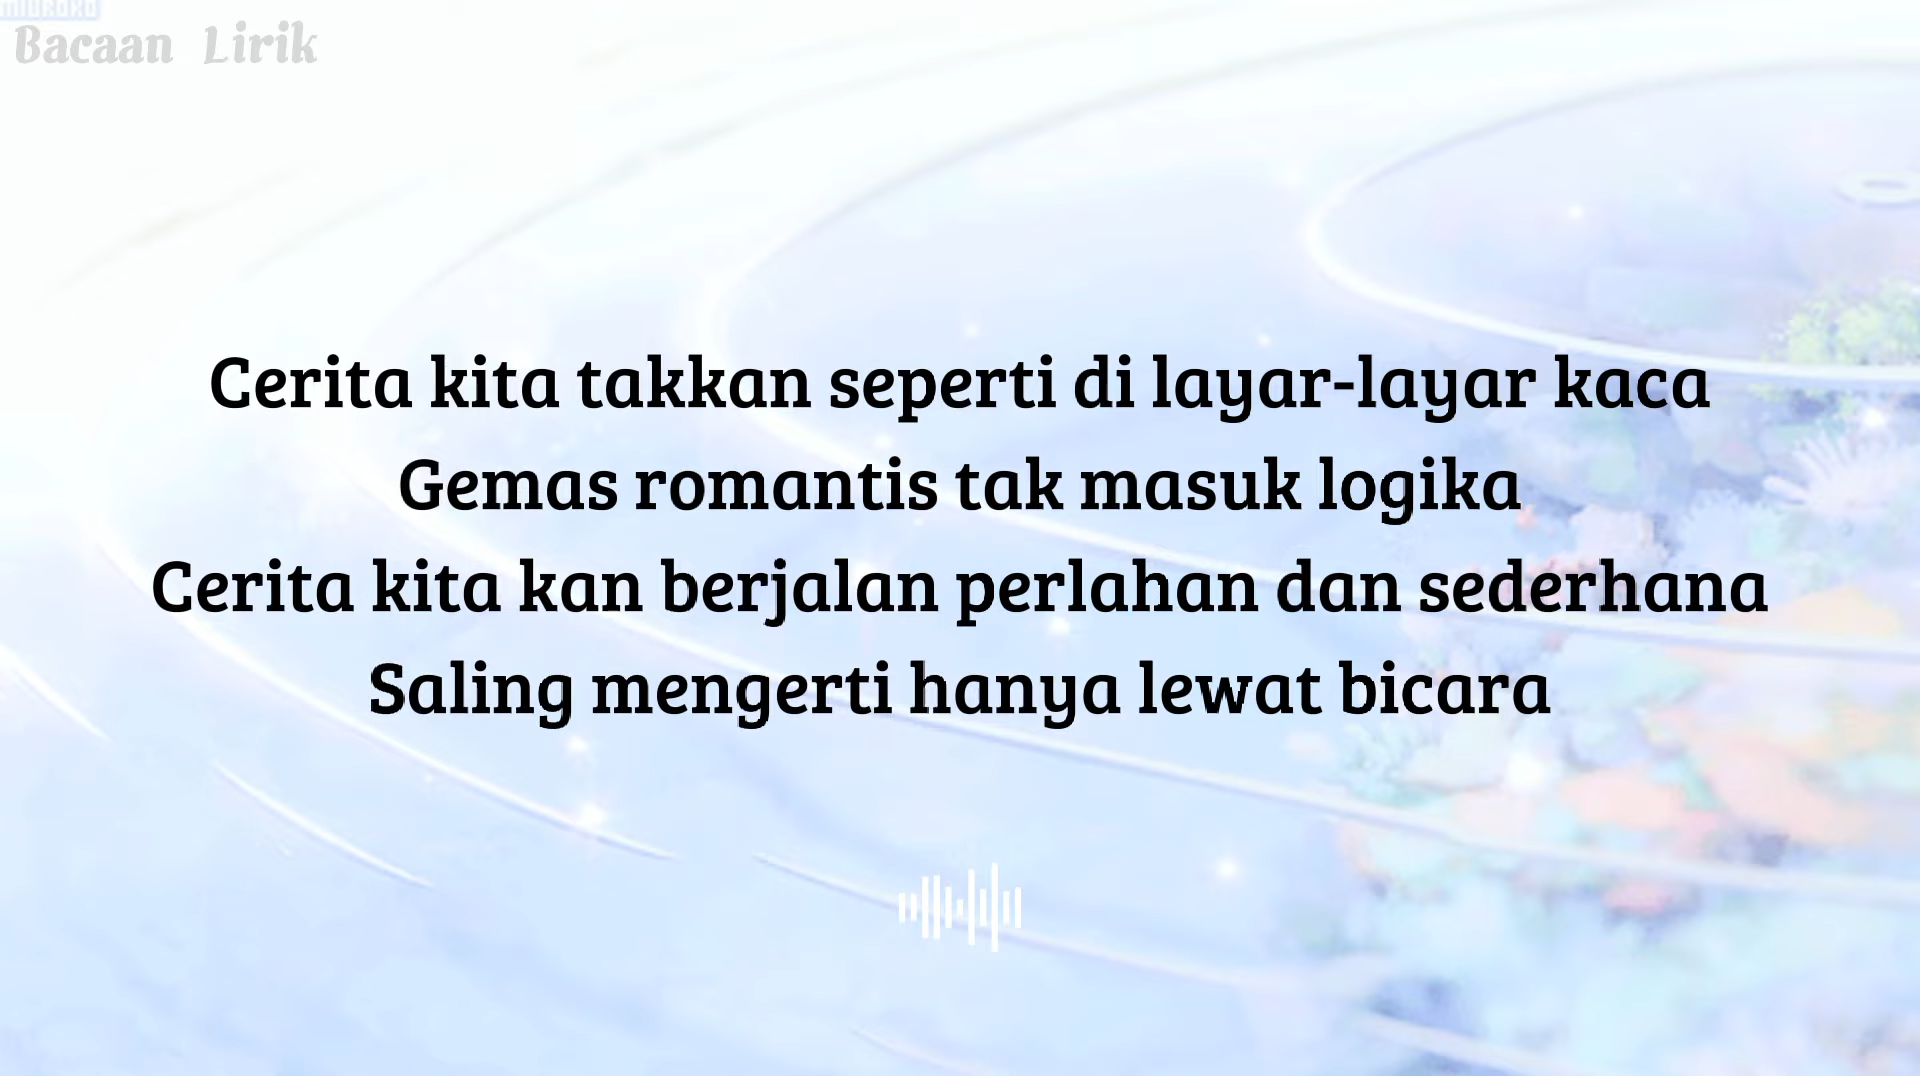 Bacaan Lirik
Cerita kita takkan seperti di layar-layar kaca
Gemas romantis tak masuk logika
Cerita kita kan berjalan perlahan dan sederhana
Saling mengerti hanya lewat bicara